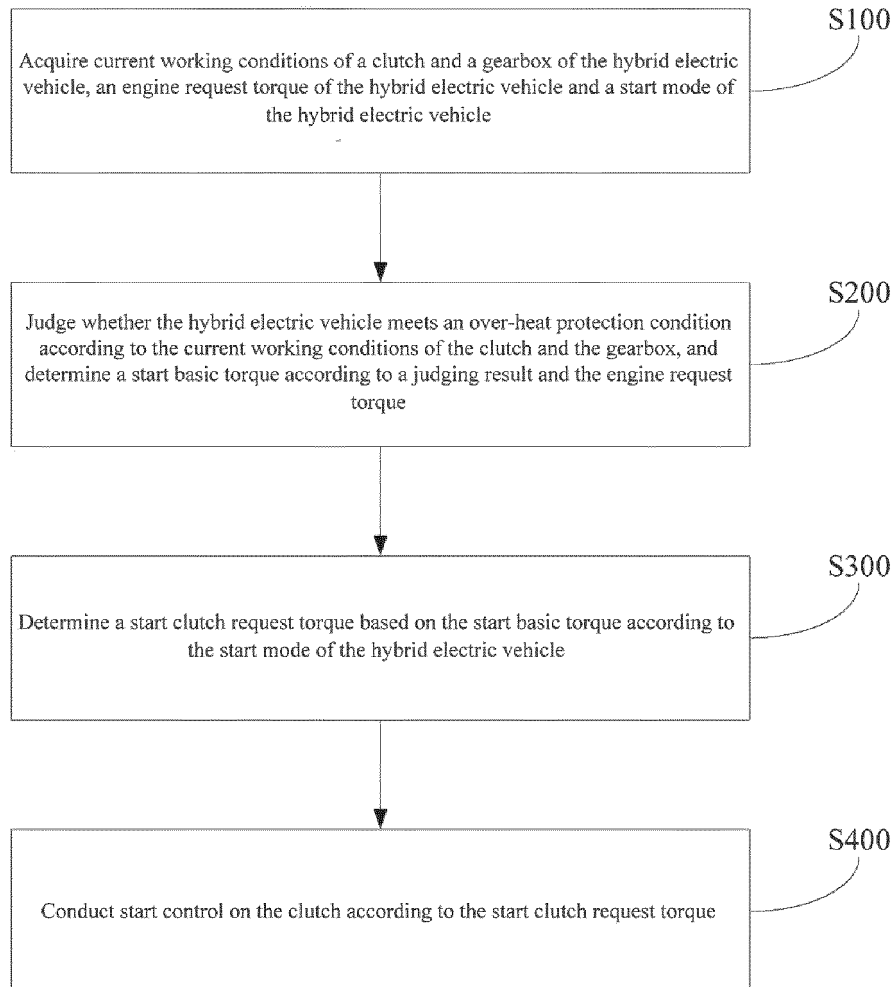 S100
Acquire current working conditions of a clutch and a gearbox of the hybrid electric
vehicle, an engine request torque of the hybrid electric vehicle and a start mode of
the hybrid electric vehicle
S200
Judge whether the hybrid electric vehicle meets an over-heat protection condition
according to the current working conditions of the clutch and the gearbox, and
determine a start basic torque according to a judging result and the engine request
torque
S300
Determine a start clutch request torque based on the start basic torque according to
the start mode of the hybrid electric vehicle
S400
Conduct start control on the clutch according to the start clutch request torque